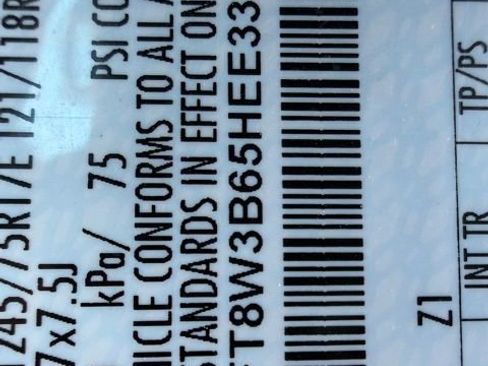 245/75R17E 121/118R
7x7.5J
kPa/ 75 PSI CO
ICLE CONFORMS TO ALL A
STANDARDS IN EFFECT ON
FT8W3B65HEE33
Z1
INT TR TP/PS